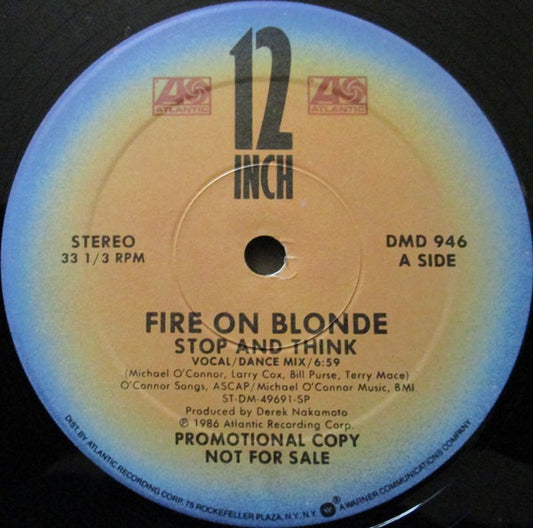 12
INCH
ATLANTIC
ATLANTIC
STEREO
33 1/3 RPM
DMD 946
A SIDE
FIRE ON BLONDE
STOP AND THINK
VOCAL/DANCE MIX/6:59
(Michael O'Connor, Larry Cox, Bill Purse, Terry Mace)
O'Connor Songs, ASCAP/Michael O'Connor Music, BMI
ST-DM-49691-SP
Produced by Derek Nakamoto
℗ 1986 Atlantic Recording Corp.
PROMOTIONAL COPY
NOT FOR SALE
DIST. BY ATLANTIC RECORDING CORP. 75 ROCKEFELLER PLAZA, N.Y., N.Y. ® A WARNER COMMUNICATIONS COMPANY